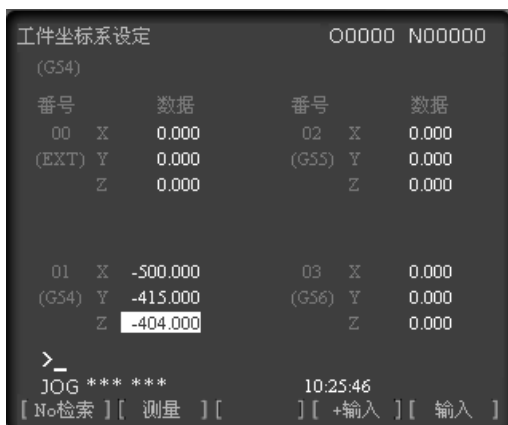 工件坐标系设定 O0000 N00000
(G54)
番号 数据 番号 数据
00 X 0.000 02 X 0.000
(EXT) Y 0.000 (G55) Y 0.000
Z 0.000 Z 0.000
01 X -500.000 03 X 0.000
(G54) Y -415.000 (G56) Y 0.000
Z -404.000 Z 0.000
>_
JOG *** *** 10:25:46
[ No检索 ] [ 测量 ] [ ] [ +输入 ] [ 输入 ]